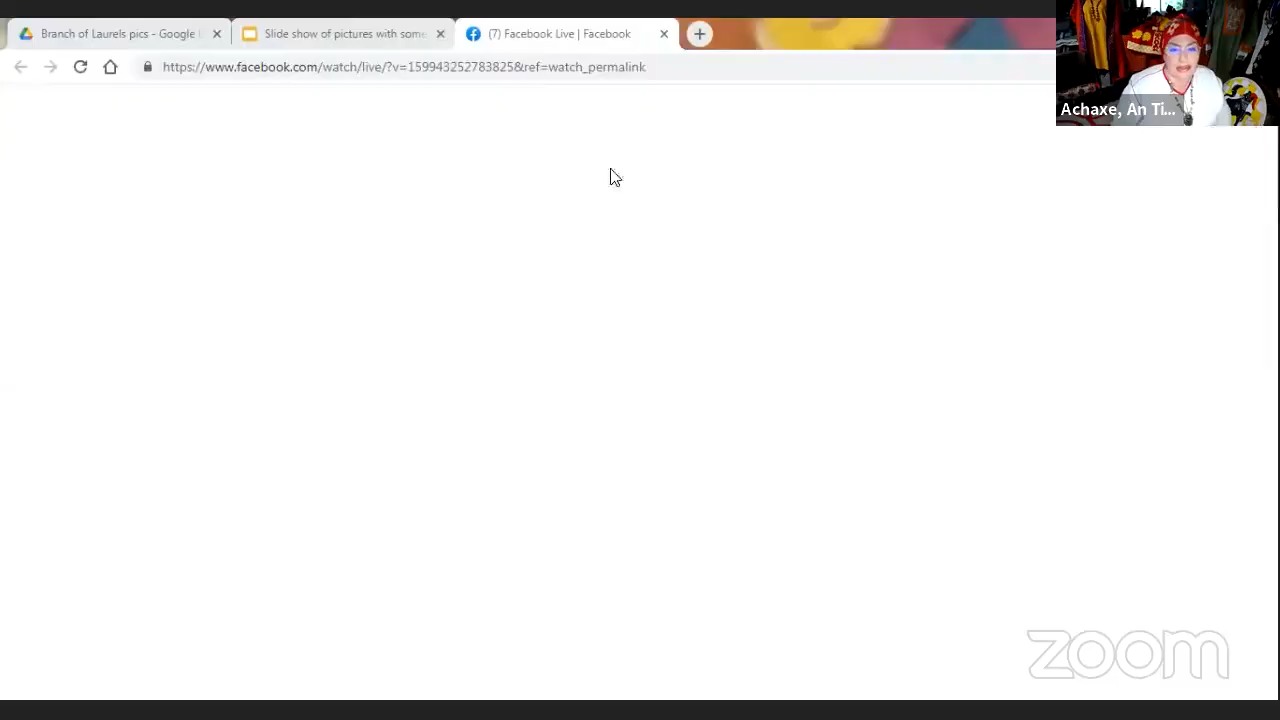 Branch of Laurels pics - Google
Slide show of pictures with some
(7) Facebook Live | Facebook
https://www.facebook.com/watch/live/?v=159943252783825&ref=watch_permalink
Achaxe, An Ti...
zoom